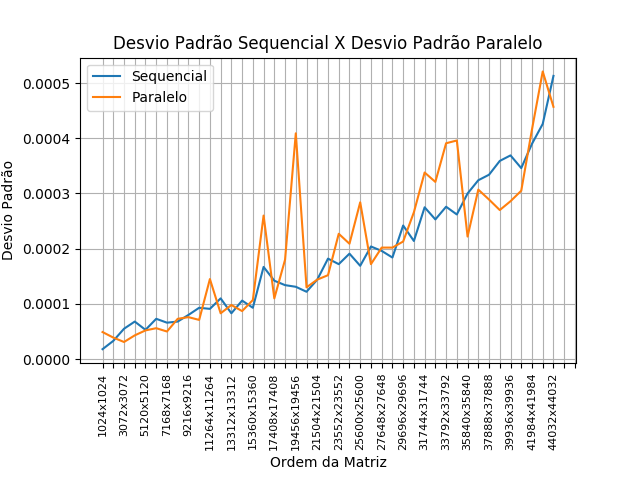 Desvio Padrão Sequencial X Desvio Padrão Paralelo
Sequencial
Paralelo
Desvio Padrão
0.0005
0.0004
0.0003
0.0002
0.0001
0.0000
1024x1024
3072x3072
5120x5120
7168x7168
9216x9216
11264x11264
13312x13312
15360x15360
17408x17408
19456x19456
21504x21504
23552x23552
25600x25600
27648x27648
29696x29696
31744x31744
33792x33792
35840x35840
37888x37888
39936x39936
41984x41984
44032x44032
Ordem da Matriz